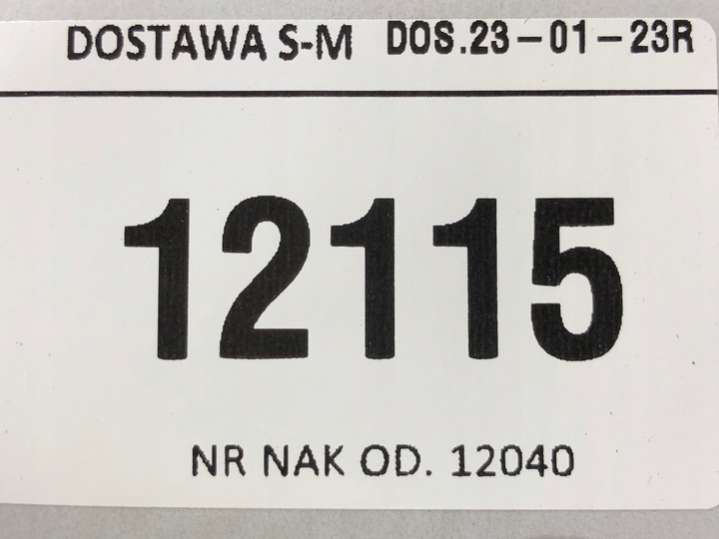 DOSTAWA S-M DOS.23-01-23R
12115
NR NAK OD. 12040